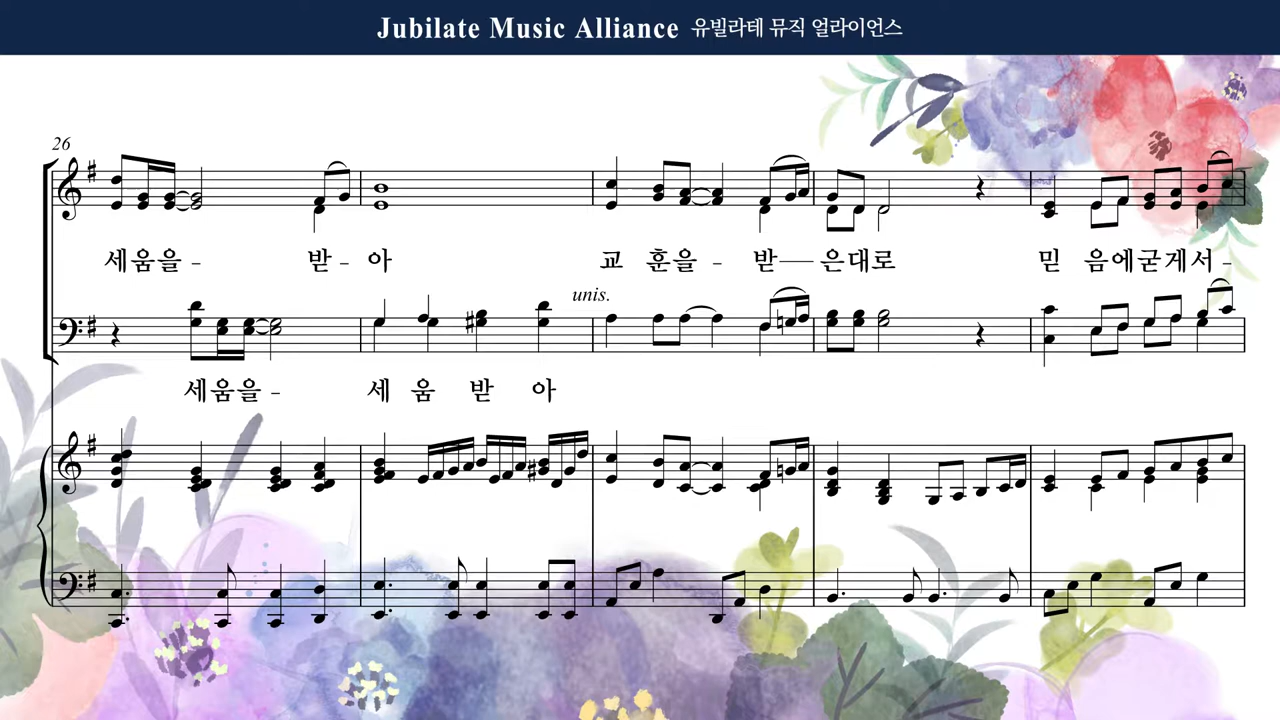 Jubilate Music Alliance 유빌라테 뮤직 얼라이언스
26
세움을 - 받 - 아 교 훈을 - 받 — 은대로 믿 음에굳게서 -
unis.
세움을 - 세 움 받 아